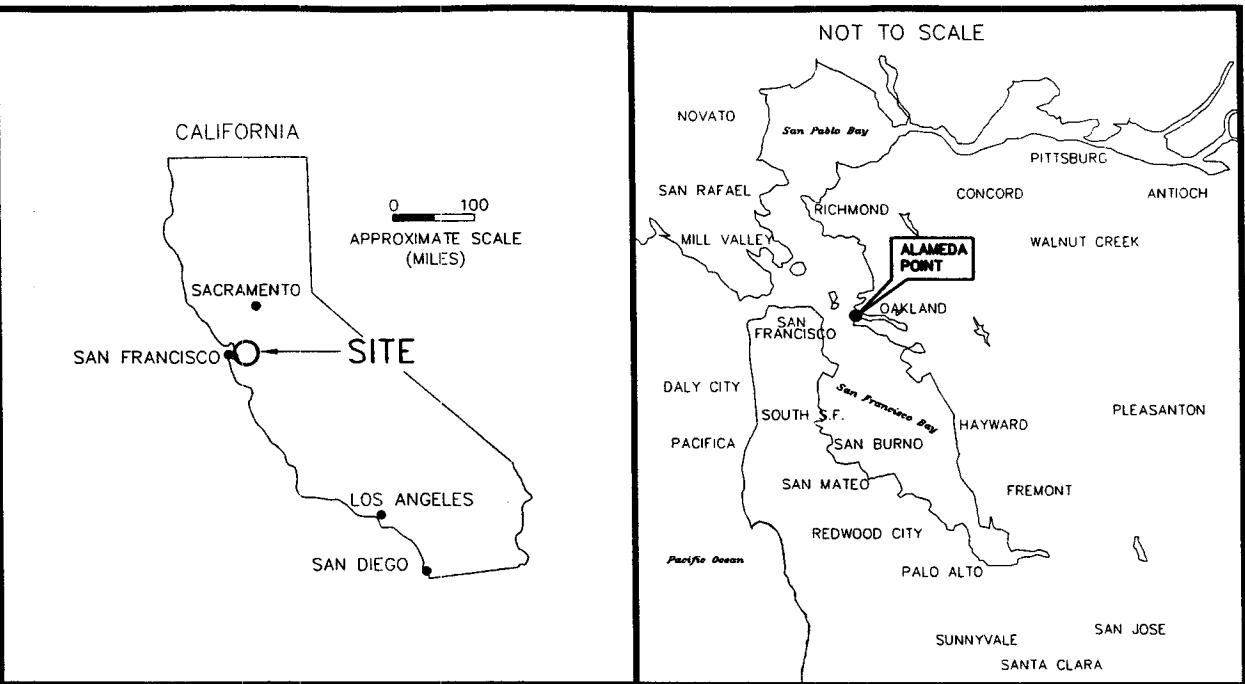 CALIFORNIA
0 100
APPROXIMATE SCALE
(MILES)
SACRAMENTO
SAN FRANCISCO
SITE
LOS ANGELES
SAN DIEGO
NOT TO SCALE
NOVATO
San Pablo Bay
PITTSBURG
SAN RAFAEL
CONCORD
ANTIOCH
RICHMOND
MILL VALLEY
WALNUT CREEK
ALAMEDA
POINT
OAKLAND
SAN
FRANCISCO
DALY CITY
San Francisco Bay
SOUTH S.F.
PLEASANTON
HAYWARD
PACIFICA
SAN BURNO
SAN MATEO
FREMONT
REDWOOD CITY
Pacific Ocean
PALO ALTO
SAN JOSE
SUNNYVALE
SANTA CLARA